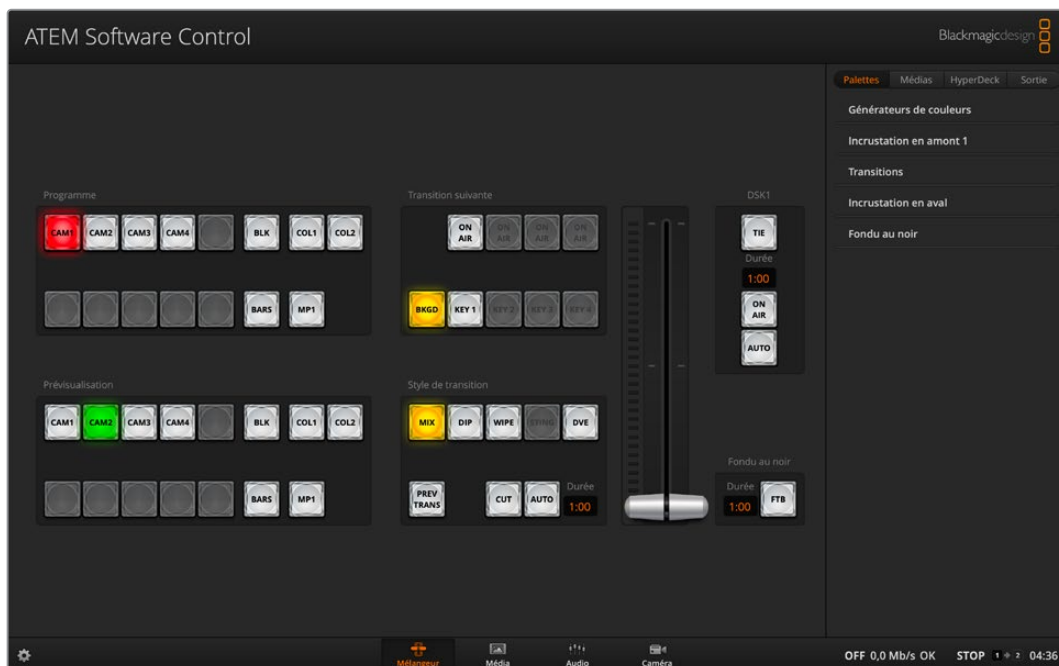 ATEM Software Control
Blackmagicdesign
Palettes Médias HyperDeck Sortie
Générateurs de couleurs
Incrustation en amont 1
Transitions
Incrustation en aval
Fondu au noir
Programme
CAM1 CAM2 CAM3 CAM4 BLK COL1 COL2
BARS MP1
Transition suivante
ON AIR ON AIR ON AIR ON AIR
BKGD KEY 1 KEY 2 KEY 3 KEY 4
DSK1
TIE
Durée
1:00
ON AIR
AUTO
Prévisualisation
CAM1 CAM2 CAM3 CAM4 BLK COL1 COL2
BARS MP1
Style de transition
MIX DIP WIPE STING DVE
PREV TRANS CUT AUTO Durée 1:00
Fondu au noir
Durée
1:00 FTB
Mélangeur Média Audio Caméra
OFF 0,0 Mb/s OK STOP 1 2 04:36